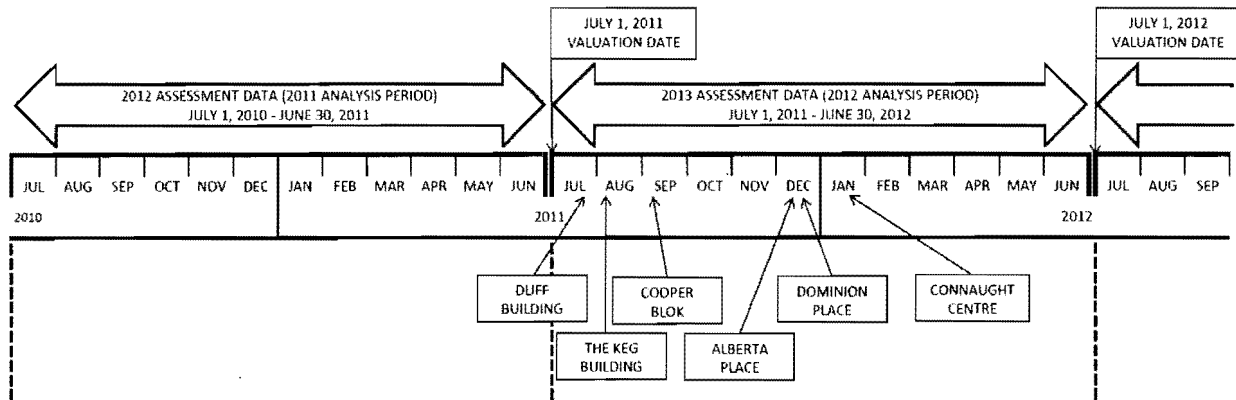 JULY 1, 2011
VALUATION DATE
JULY 1, 2012
VALUATION DATE
2012 ASSESSMENT DATA (2011 ANALYSIS PERIOD)
JULY 1, 2010 - JUNE 30, 2011
2013 ASSESSMENT DATA (2012 ANALYSIS PERIOD)
JULY 1, 2011 - JUNE 30, 2012
JUL AUG SEP OCT NOV DEC JAN FEB MAR APR MAY JUN JUL AUG SEP OCT NOV DEC JAN FEB MAR APR MAY JUN JUL AUG SEP
2010 2011 2012
DUFF
BUILDING
COOPER
BLOK
DOMINION
PLACE
CONNAUGHT
CENTRE
THE KEG
BUILDING
ALBERTA
PLACE